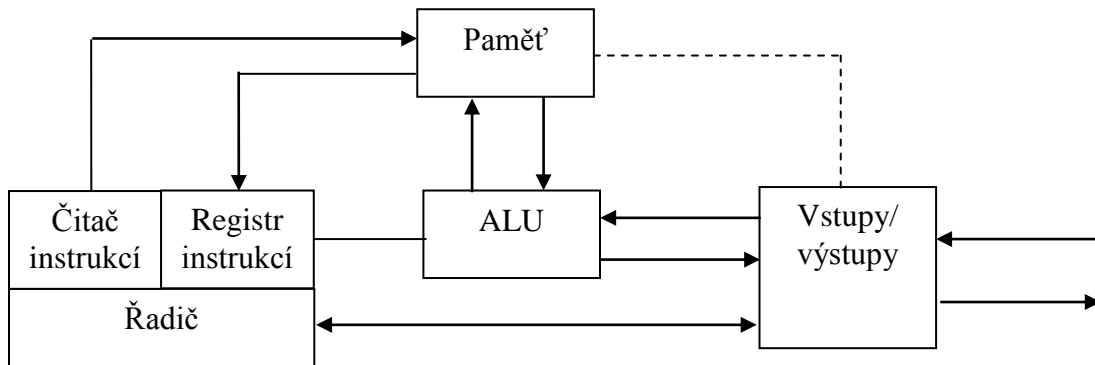 Paměť
Čitač
instrukcí
Registr
instrukcí
ALU
Vstupy/
výstupy
Řadič